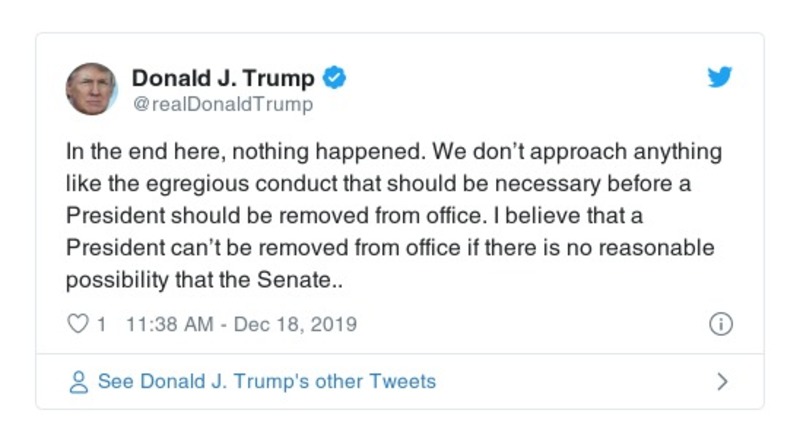 Donald J. Trump
@realDonaldTrump
In the end here, nothing happened. We don’t approach anything
like the egregious conduct that should be necessary before a
President should be removed from office. I believe that a
President can’t be removed from office if there is no reasonable
possibility that the Senate..
1 11:38 AM - Dec 18, 2019
See Donald J. Trump's other Tweets